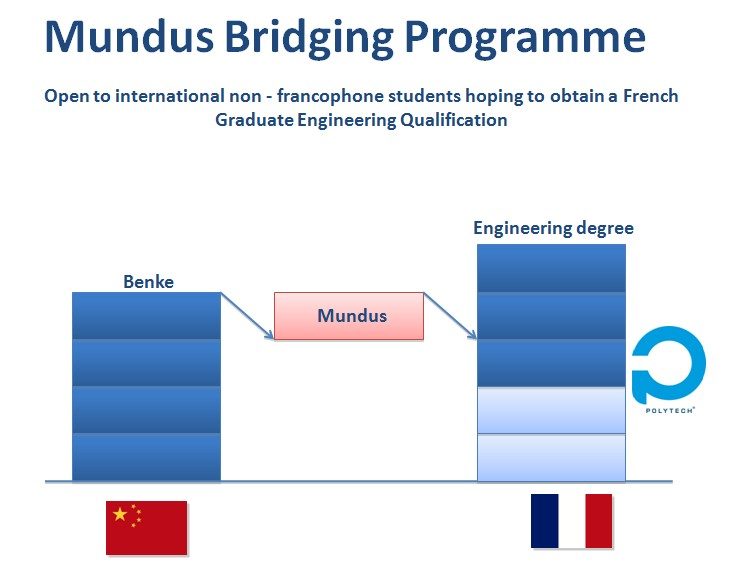 Mundus Bridging Programme
Open to international non - francophone students hoping to obtain a French
Graduate Engineering Qualification
Engineering degree
Benke
Mundus
POLYTECH®